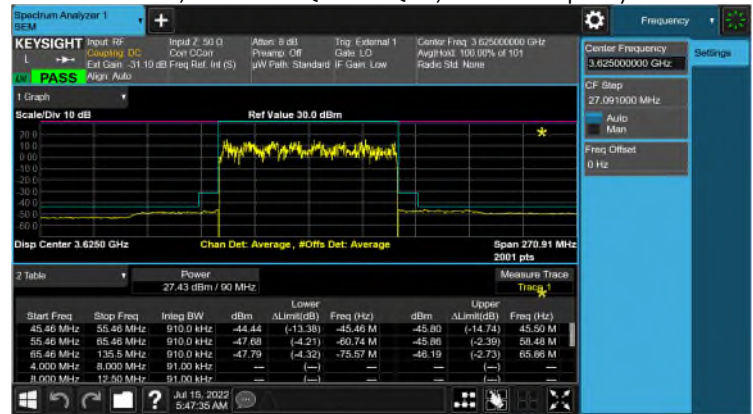 Spectrum Analyzer 1
SEM
Frequency
KEYSIGHT
Input: RF
Coupling: DC
Ext Gain: -31.10 dB
Align: Auto
Input Z: 50 Ω
Corr CCorr
Freq Ref: Int (S)
Atten: 8 dB
Preamp: Off
µW Path: Standard
Trig: External 1
Gate: LO
IF Gain: Low
Center Freq: 3.625000000 GHz
Avg|Hold: 100.00% of 101
Radio Std: None
L
PASS
Center Frequency
3.625000000 GHz
Settings
CF Step
27.091000 MHz
Auto
Man
Freq Offset
0 Hz
1 Graph
Scale/Div 10 dB
Ref Value 30.0 dBm
20.0
10.0
0.00
-10.0
-20.0
-30.0
-40.0
-50.0
-60.0
Disp Center 3.6250 GHz
Chan Det: Average, #Offs Det: Average
Span 270.91 MHz
2001 pts
2 Table
Power
27.43 dBm / 90 MHz
Measure Trace
Trace 1
Lower Upper
Start Freq Stop Freq Integ BW dBm ΔLimit(dB) Freq (Hz) dBm ΔLimit(dB) Freq (Hz)
45.46 MHz 55.46 MHz 910.0 kHz -44.44 (-13.38) -45.46 M -45.80 (-14.74) 45.50 M
55.46 MHz 65.46 MHz 910.0 kHz -47.68 (-4.21) -60.74 M -45.86 (-2.39) 58.48 M
65.46 MHz 135.5 MHz 910.0 kHz -47.79 (-4.32) -75.57 M -46.19 (-2.73) 65.86 M
4.000 MHz 8.000 MHz 91.00 kHz — (—) — (—)
8.000 MHz 12.50 MHz 91.00 kHz — (—) — (—)
?
Jul 15, 2022
5:47:35 AM